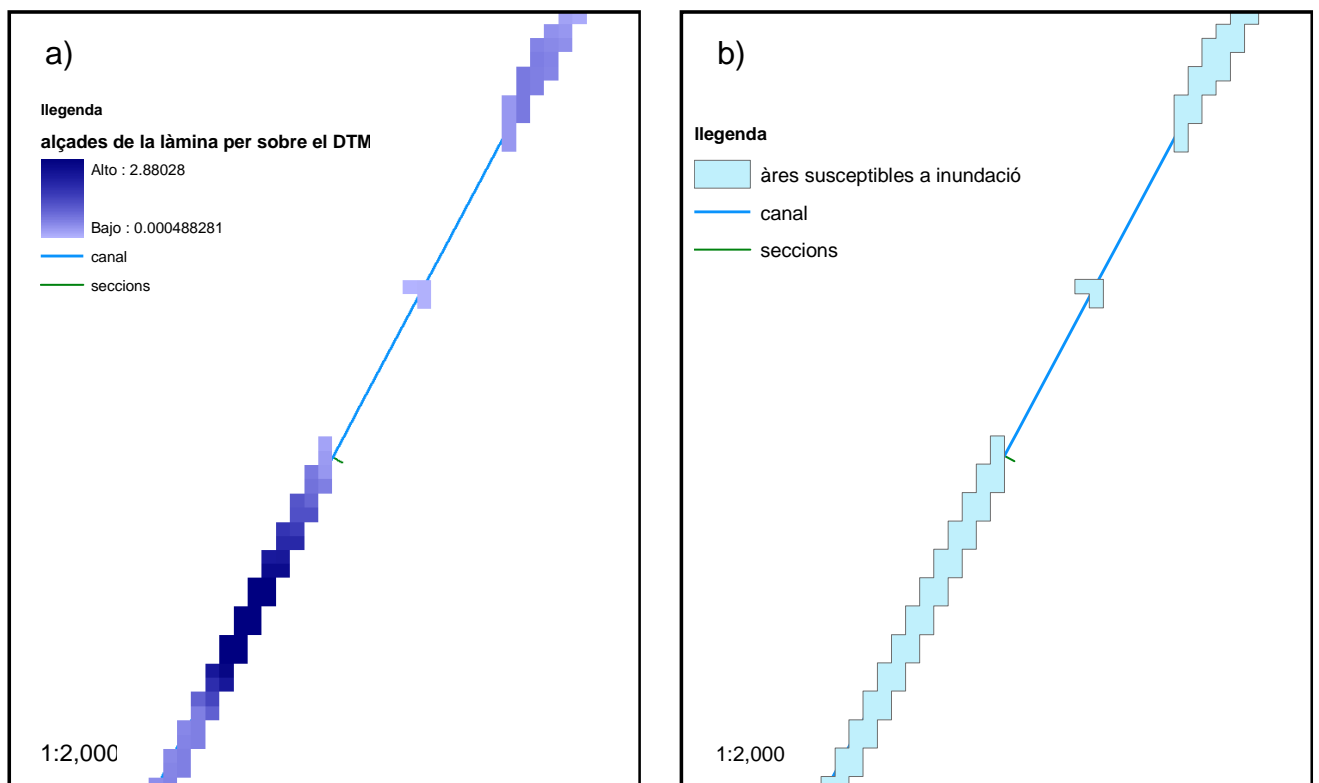 a)
llegenda
alçades de la làmina per sobre el DTM
Alto : 2.88028
Bajo : 0.000488281
canal
seccions
1:2,000
b)
llegenda
àres susceptibles a inundació
canal
seccions
1:2,000